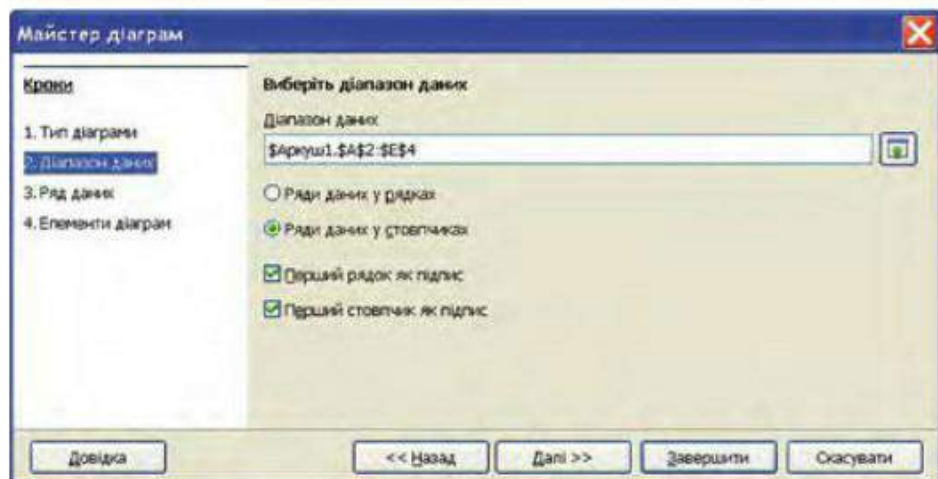 Майстер діаграм
Кроки
1. Тип діаграми
2. Діапазон даних
3. Ряд даних
4. Елементи діаграм
Виберіть діапазон даних
Діапазон даних
$Аркуш1.$A$2:$E$4
Ряди даних у рядках
Ряди даних у стовпчиках
Перший рядок як підпис
Перший стовпчик як підпис
Довідка
<< Назад
Далі >>
Завершити
Скасувати